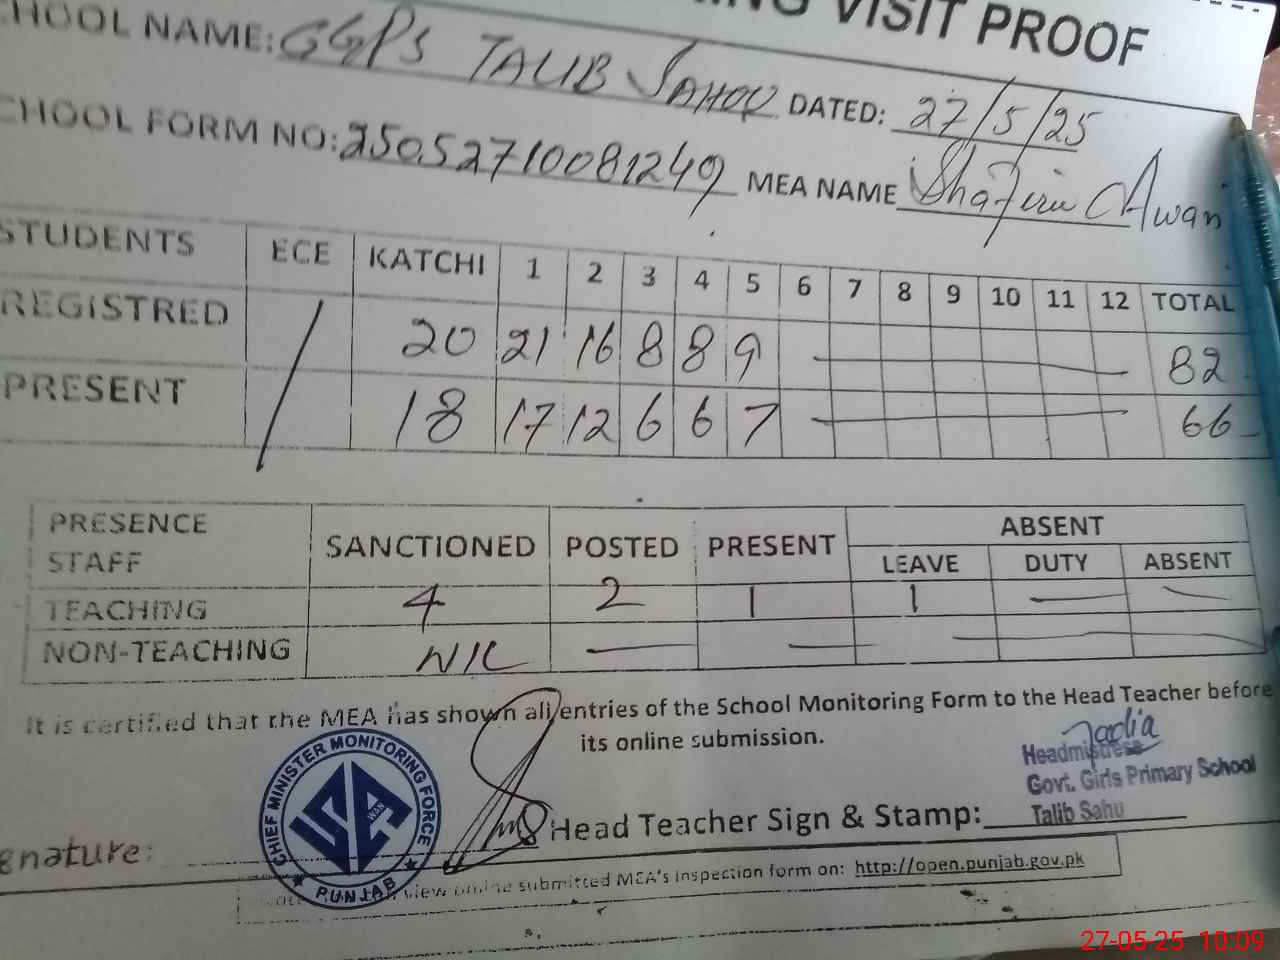 VISIT PROOF
SCHOOL NAME: GGPS TALIB SAHOO DATED: 27/5/25
SCHOOL FORM NO: 25052710081249 MEA NAME Awan
STUDENTS ECE KATCHI 1 2 3 4 5 6 7 8 9 10 11 12 TOTAL
REGISTRED / 20 21 16 8 8 9 — 82
PRESENT 18 17 12 6 6 7 — 66
PRESENCE STAFF SANCTIONED POSTED PRESENT ABSENT
LEAVE DUTY ABSENT
TEACHING 4 2 1 1 — —
NON-TEACHING NIL — — — —
It is certified that the MEA has shown all entries of the School Monitoring Form to the Head Teacher before
its online submission.
CHIEF MINISTER MONITORING FORCE
PUNJAB
Headmistress
Govt. Girls Primary School
Head Teacher Sign & Stamp: Talib Sahu
gnature:
view online submitted MEA's inspection form on: http://open.punjab.gov.pk
27-05-25 10:09